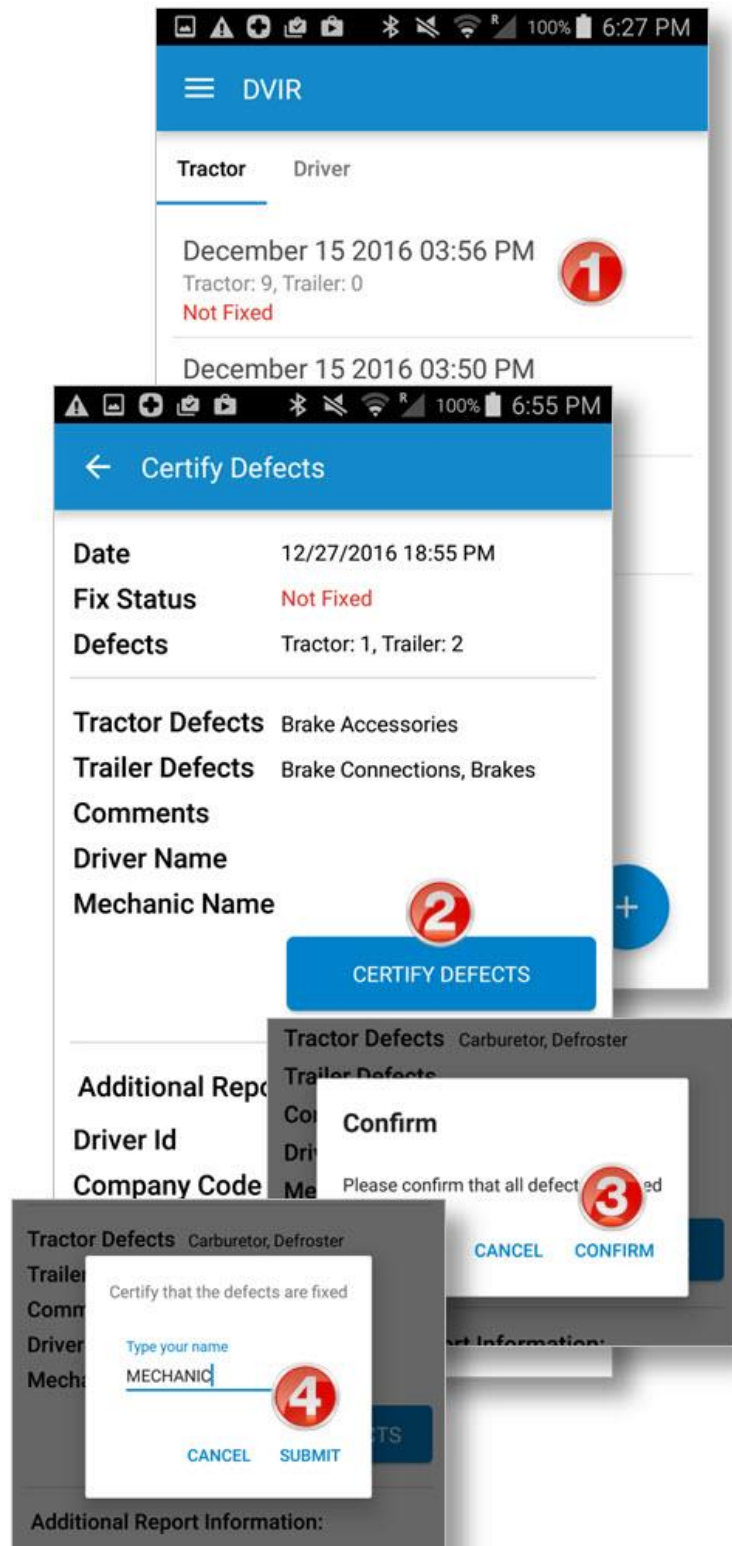 100% 6:27 PM
DVIR
Tractor Driver
December 15 2016 03:56 PM
1
Tractor: 9, Trailer: 0
Not Fixed
December 15 2016 03:50 PM
100% 6:55 PM
Certify Defects
Date 12/27/2016 18:55 PM
Fix Status Not Fixed
Defects Tractor: 1, Trailer: 2
Tractor Defects Brake Accessories
Trailer Defects Brake Connections, Brakes
Comments
Driver Name
Mechanic Name
2
+
CERTIFY DEFECTS
Additional
Driver Id
Company Code
Tractor Defects Carburetor, Defroster
Trailer Defects
Confirm
Please confirm that all
3
CANCEL CONFIRM
Information:
Tractor Defects Carburetor, Defroster
Certify that the defects are fixed
Driver
Type your name
MECHANIC
4
CANCEL SUBMIT
Additional Report Information: